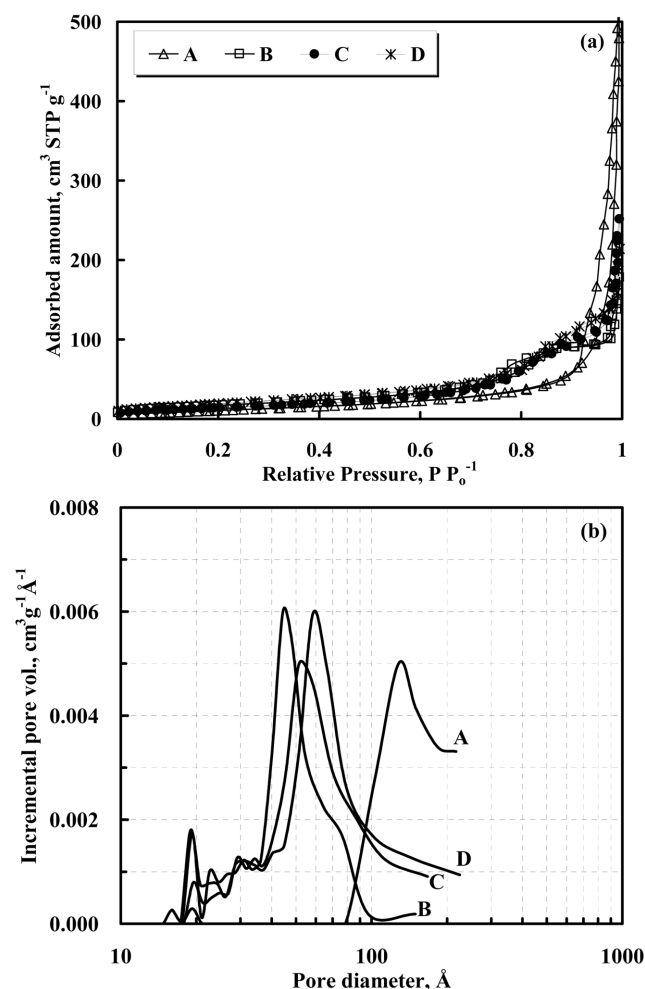 (a)
A B C D
500
400
300
200
100
0
Adsorbed amount, cm³ STP g⁻¹
0 0.2 0.4 0.6 0.8 1
Relative Pressure, P Pₒ⁻¹
(b)
0.008
0.006
0.004
0.002
0.000
Incremental pore vol., cm³g⁻¹Å⁻¹
A
D
C
B
10 100 1000
Pore diameter, Å